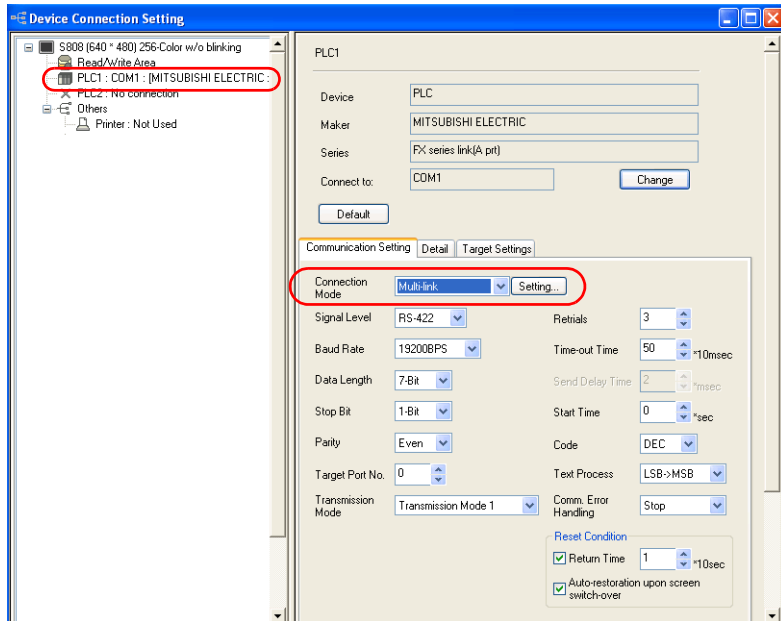 Device Connection Setting
S808 (640 * 480) 256-Color w/o blinking
Read/Write Area
PLC1 : COM1 : [MITSUBISHI ELECTRIC :
PLC2 : No connection
Others
Printer : Not Used
PLC1
Device PLC
Maker MITSUBISHI ELECTRIC
Series FX series link(A prt)
Connect to: COM1 Change
Default
Communication Setting Detail Target Settings
Connection Mode Multi-link Setting...
Signal Level RS-422 Retrials 3
Baud Rate 19200BPS Time-out Time 50 *10msec
Data Length 7-Bit Send Delay Time 2 *msec
Stop Bit 1-Bit Start Time 0 *sec
Parity Even Code DEC
Target Port No. 0 Text Process LSB->MSB
Transmission Mode Transmission Mode 1 Comm. Error Handling Stop
Reset Condition
Return Time 1 *10sec
Auto-restoration upon screen
switch-over